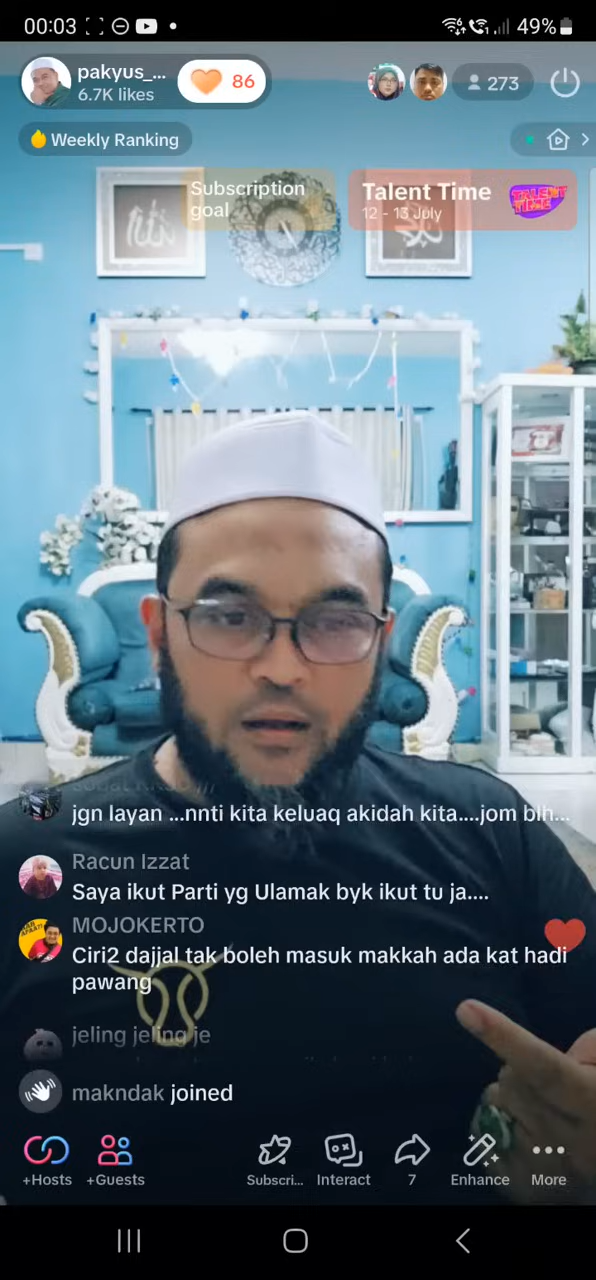 00:03
49%
pakyus_...
6.7K likes
86
273
Weekly Ranking
Subscription
goal
Talent Time
12 - 13 July
TALENT
TIME
jgn layan ...nnti kita keluaq akidah kita....jom blh...
Racun Izzat
Saya ikut Parti yg Ulamak byk ikut tu ja....
MOJOKERTO
Ciri2 dajjal tak boleh masuk makkah ada kat hadi
pawang
jeling jeling je
makndak joined
+Hosts
+Guests
Subscri...
Interact
7
Enhance
More